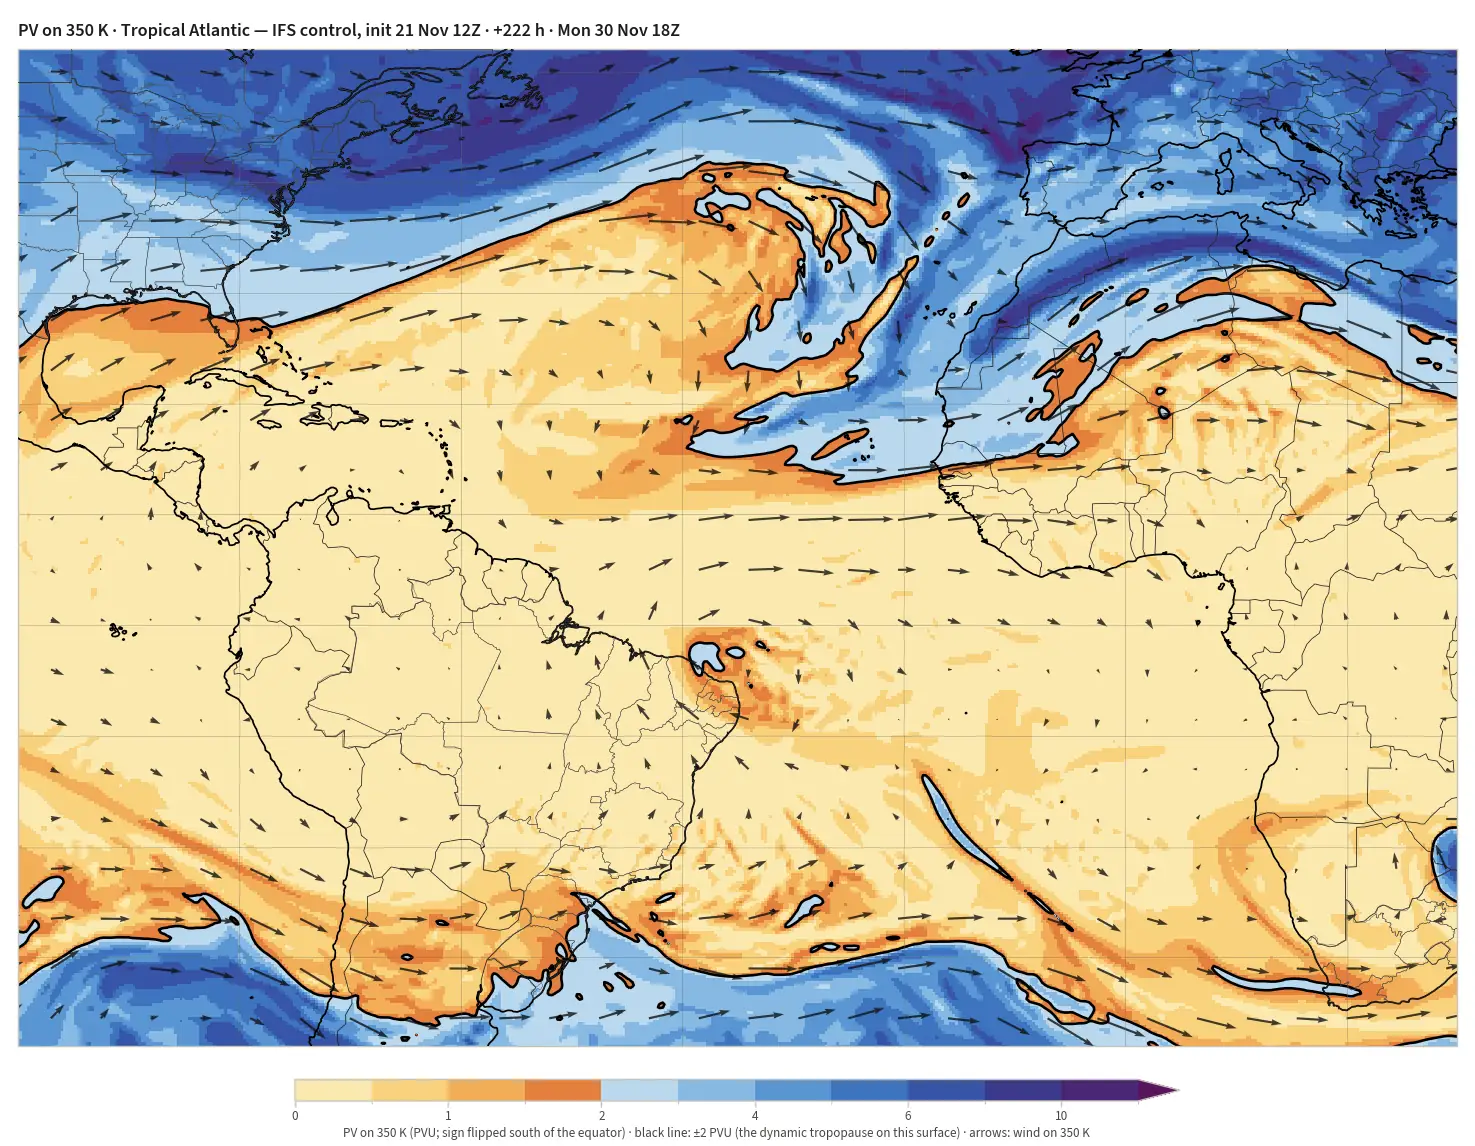 PV on 350 K · Tropical Atlantic — IFS control, init 21 Nov 12Z · +222 h · Mon 30 Nov 18Z
0 1 2 4 6 10
PV on 350 K (PVU; sign flipped south of the equator) · black line: ±2 PVU (the dynamic tropopause on this surface) · arrows: wind on 350 K